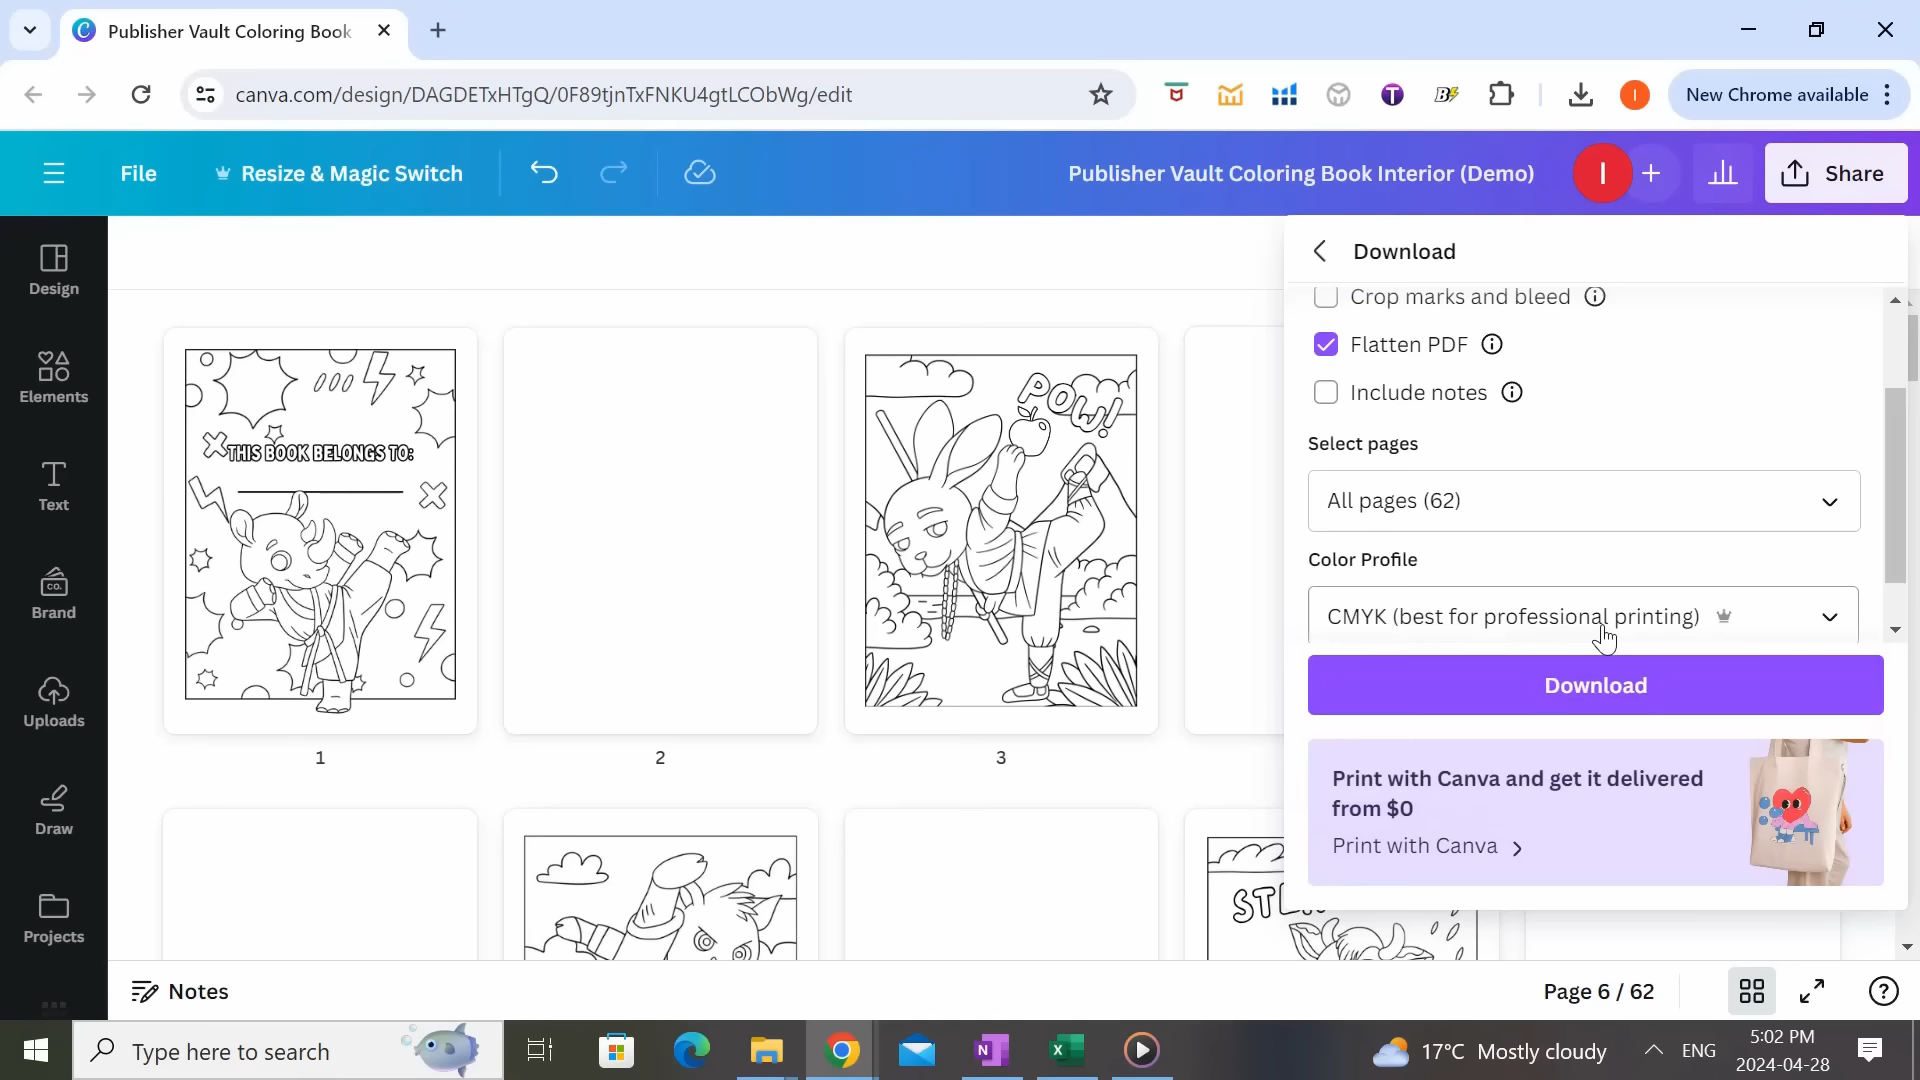 Publisher Vault Coloring Book
canva.com/design/DAGDETxHTgQ/0F89tjnTxFNKU4gtLCObWg/edit
New Chrome available
File
Resize & Magic Switch
Publisher Vault Coloring Book Interior (Demo)
I
Share
Design
Elements
Text
CO.
Brand
Uploads
Draw
Projects
THIS BOOK BELONGS TO:
POW!
1
2
3
Download
Crop marks and bleed
Flatten PDF
Include notes
Select pages
All pages (62)
Color Profile
CMYK (best for professional printing)
Download
Print with Canva and get it delivered
from $0
Print with Canva
Notes
Page 6 / 62
Type here to search
17°C Mostly cloudy
ENG
5:02 PM
2024-04-28